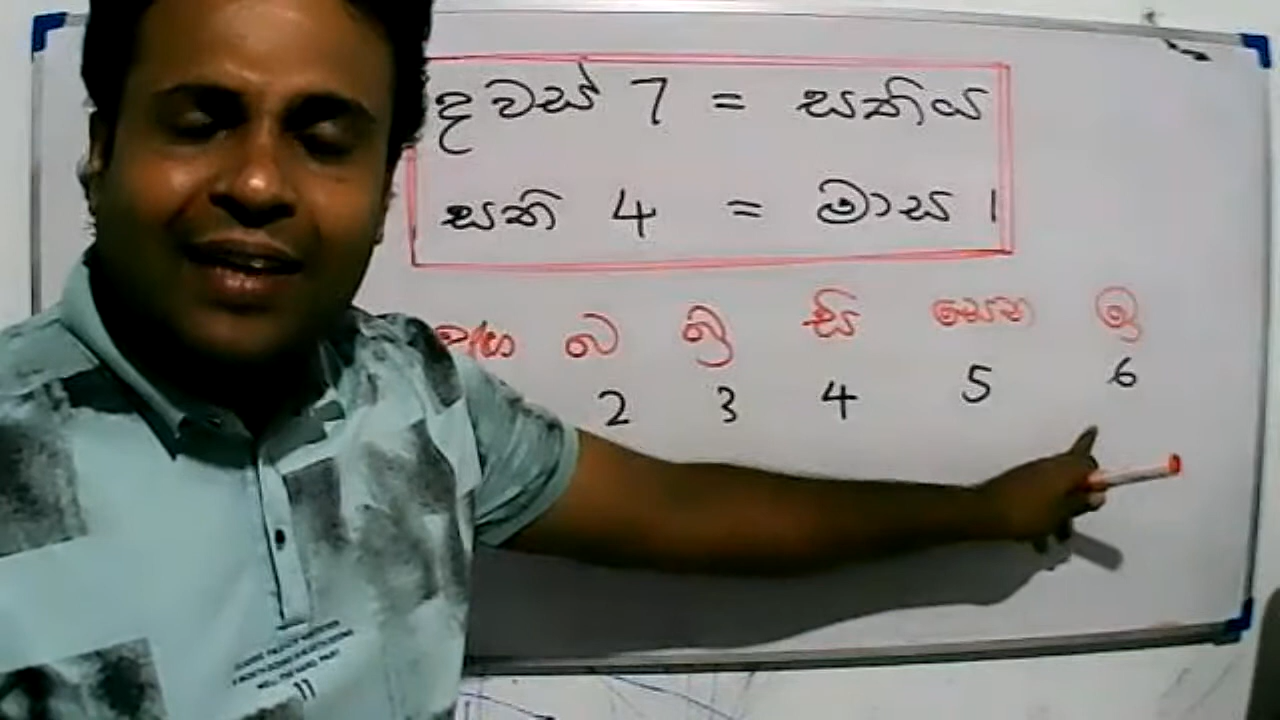 දවස් 7 = සතිය
සති 4 = මාස 1
බ බ්‍ර සි සෙන ඉ
2 3 4 5 6